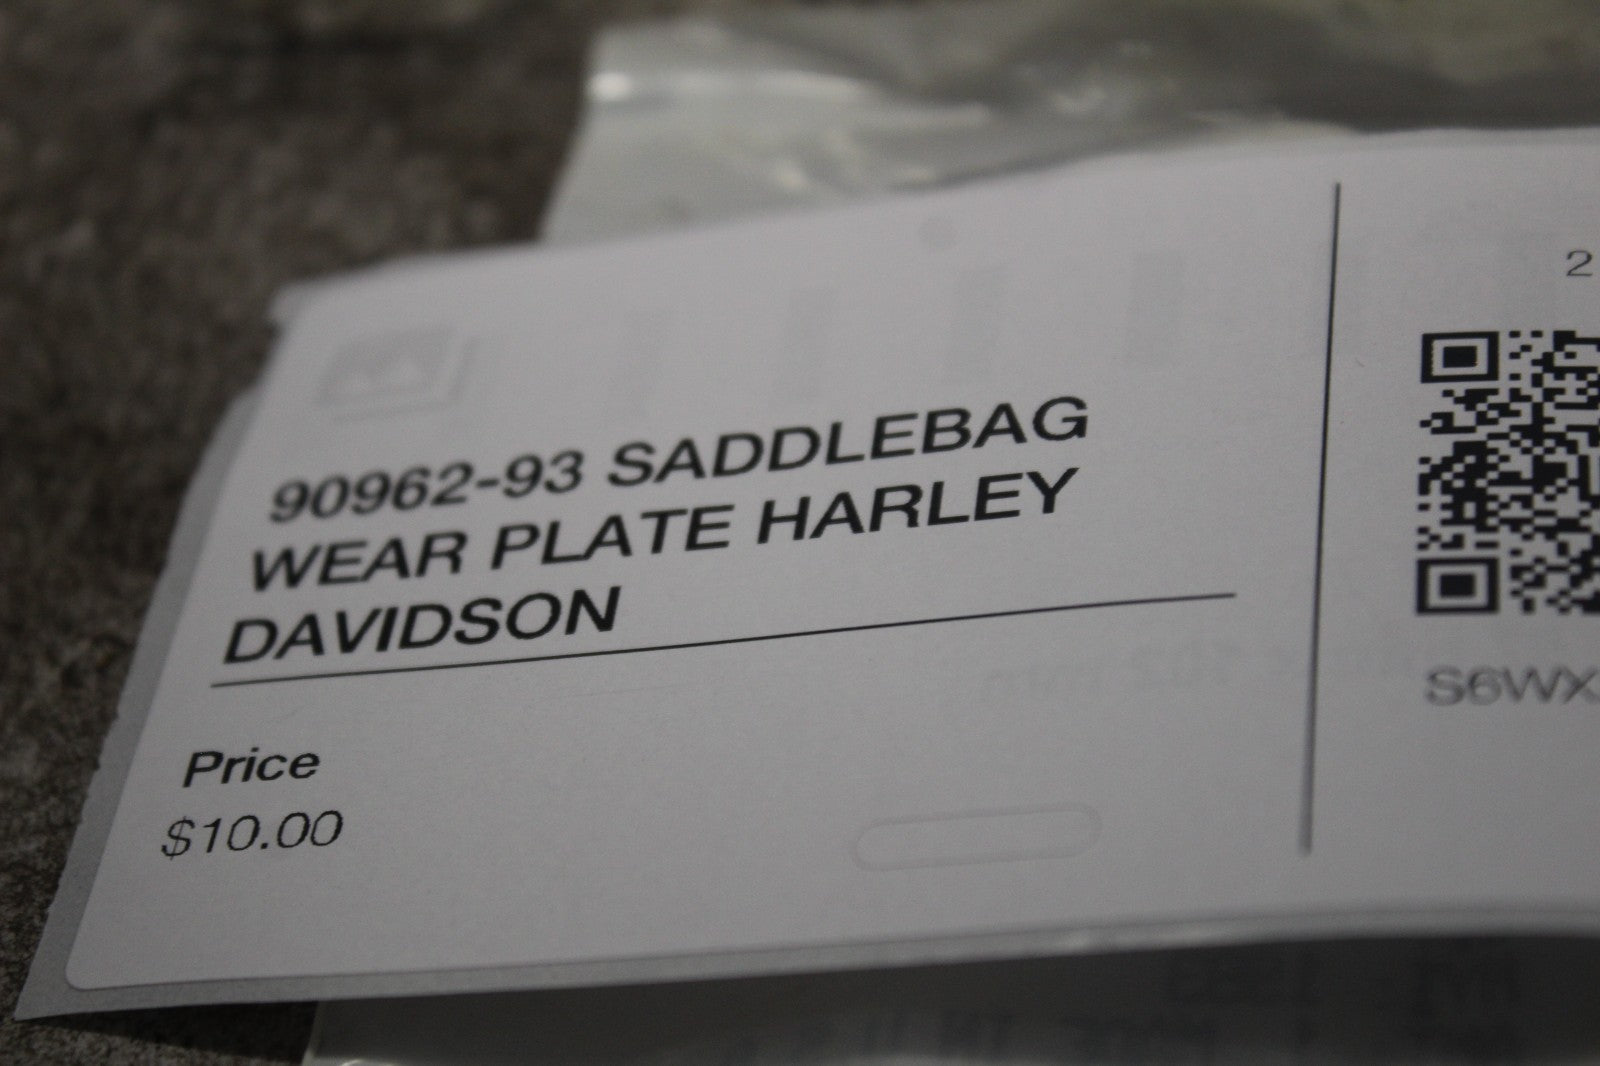 90962-93 SADDLEBAG
WEAR PLATE HARLEY
DAVIDSON
Price
$10.00
2
S6WX